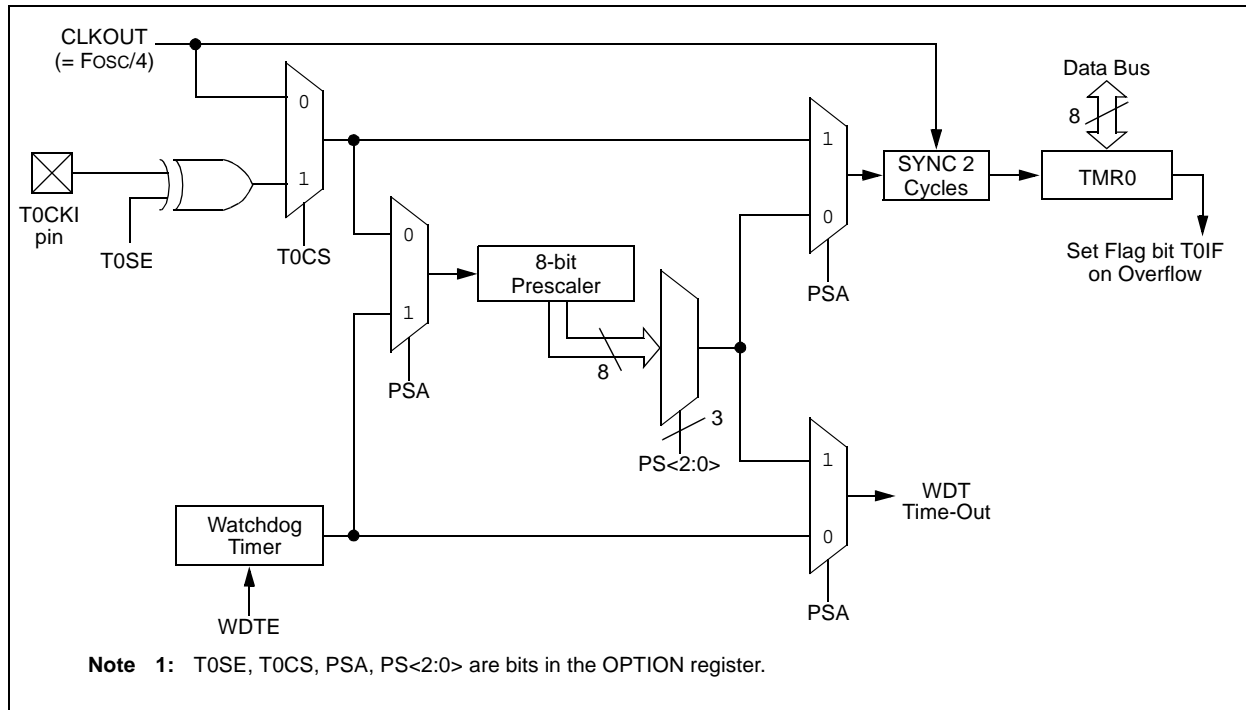 CLKOUT
(= FOSC/4)
0
1
T0CKI
pin
T0SE
T0CS
0
1
PSA
8-bit
Prescaler
8
3
PS<2:0>
1
0
PSA
SYNC 2
Cycles
Data Bus
8
TMR0
Set Flag bit T0IF
on Overflow
Watchdog
Timer
WDTE
1
0
PSA
WDT
Time-Out
Note 1: T0SE, T0CS, PSA, PS<2:0> are bits in the OPTION register.